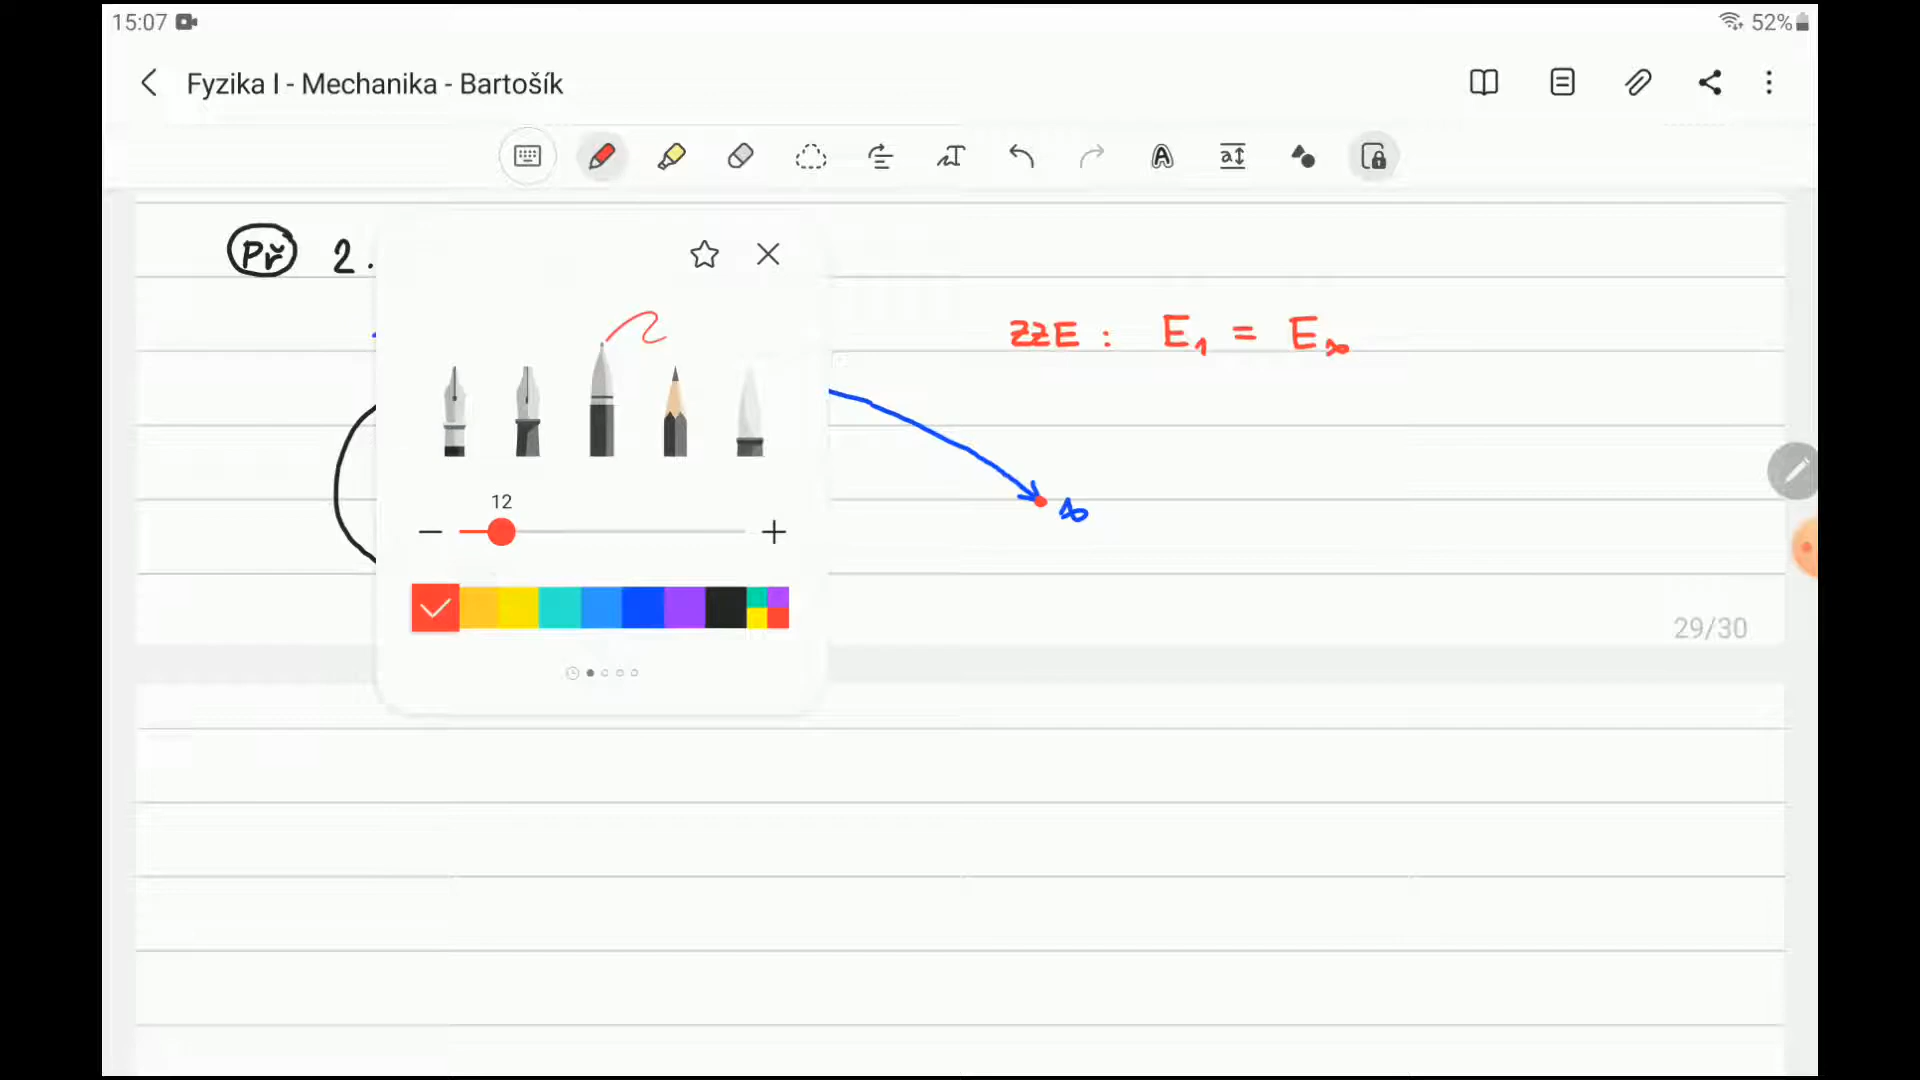 15:07 52%
Fyzika I - Mechanika - Bartošík
Př 2.
ZZE : E₁ = E∞
12
∞
29/30